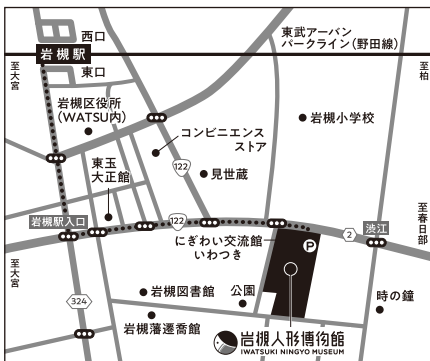 西口
岩槻駅
東口
東武アーバン
パークライン(野田線)
至大宮
至柏
岩槻区役所
(WATSU内)
コンビニエンス
ストア
岩槻小学校
東玉
大正館
122
見世蔵
岩槻駅入口
122
にぎわい交流館
いわつき
P
2
渋江
至春日部
至大宮
324
岩槻図書館
公園
時の鐘
岩槻藩遷喬館
岩槻人形博物館
IWATSUKI NINGYO MUSEUM